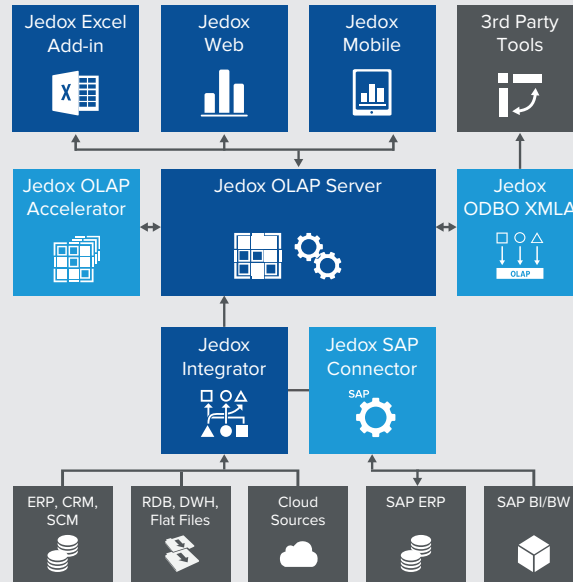 Jedox Excel
Add-in
X
Jedox
Web
Jedox
Mobile
3rd Party
Tools
Jedox OLAP
Accelerator
Jedox OLAP Server
Jedox
ODBO XMLA
OLAP
Jedox
Integrator
Jedox SAP
Connector
SAP
ERP, CRM,
SCM
RDB, DWH,
Flat Files
Cloud
Sources
SAP ERP
SAP BI/BW